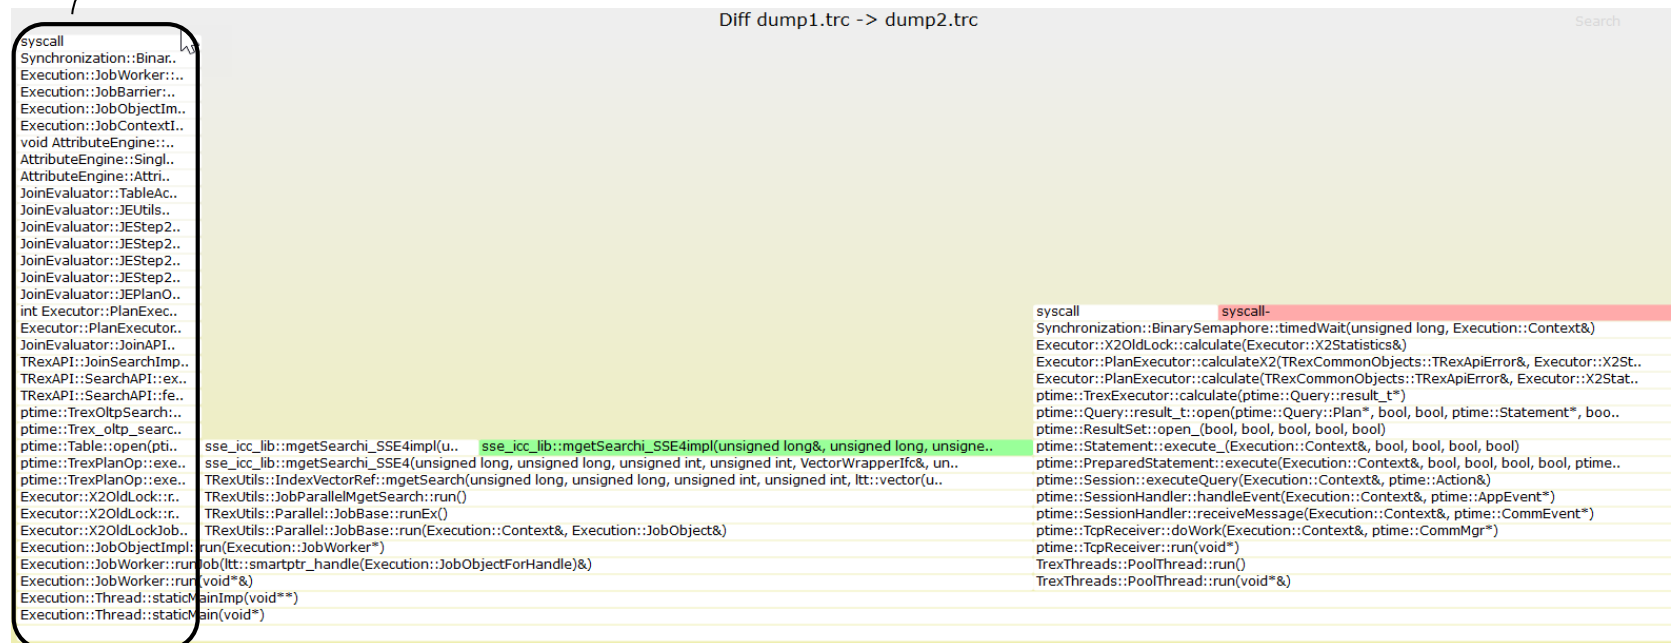 Diff dump1.trc -> dump2.trc
Search
syscall
Synchronization::Binar..
Execution::JobWorker::..
Execution::JobBarrier:..
Execution::JobObjectIm..
Execution::JobContextI..
void AttributeEngine::..
AttributeEngine::Singl..
AttributeEngine::Attri..
JoinEvaluator::TableAc..
JoinEvaluator::JEUtils..
JoinEvaluator::JEStep2..
JoinEvaluator::JEStep2..
JoinEvaluator::JEStep2..
JoinEvaluator::JEStep2..
JoinEvaluator::JEPlanO..
int Executor::PlanExec..
Executor::PlanExecutor..
JoinEvaluator::JoinAPI..
TRexAPI::JoinSearchImp..
TRexAPI::SearchAPI::ex..
TRexAPI::SearchAPI::fe..
ptime::TrexOltpSearch:..
ptime::Trex_oltp_searc..
ptime::Table::open(pti..
ptime::TrexPlanOp::exe..
ptime::TrexPlanOp::exe..
Executor::X2OldLock::r..
Executor::X2OldLock::r..
Executor::X2OldLockJob..
sse_icc_lib::mgetSearchi_SSE4impl(u..
sse_icc_lib::mgetSearchi_SSE4impl(unsigned long&, unsigned long, unsigne..
sse_icc_lib::mgetSearchi_SSE4(unsigned long, unsigned long, unsigned int, unsigned int, VectorWrapperIfc&, un..
TRexUtils::IndexVectorRef::mgetSearch(unsigned long, unsigned long, unsigned int, unsigned int, ltt::vector(u..
TRexUtils::JobParallelMgetSearch::run()
TRexUtils::Parallel::JobBase::runEx()
TRexUtils::Parallel::JobBase::run(Execution::Context&, Execution::JobObject&)
Execution::JobObjectImpl::run(Execution::JobWorker*)
Execution::JobWorker::runJob(ltt::smartptr_handle(Execution::JobObjectForHandle)&)
Execution::JobWorker::run(void*&)
Execution::Thread::staticMainImp(void**)
Execution::Thread::staticMain(void*)
syscall
syscall-
Synchronization::BinarySemaphore::timedWait(unsigned long, Execution::Context&)
Executor::X2OldLock::calculate(Executor::X2Statistics&)
Executor::PlanExecutor::calculateX2(TRexCommonObjects::TRexApiError&, Executor::X2St..
Executor::PlanExecutor::calculate(TRexCommonObjects::TRexApiError&, Executor::X2Stat..
ptime::TrexExecutor::calculate(ptime::Query::result_t*)
ptime::Query::result_t::open(ptime::Query::Plan*, bool, bool, ptime::Statement*, boo..
ptime::ResultSet::open_(bool, bool, bool, bool, bool)
ptime::Statement::execute_(Execution::Context&, bool, bool, bool, bool)
ptime::PreparedStatement::execute(Execution::Context&, bool, bool, bool, bool, ptime..
ptime::Session::executeQuery(Execution::Context&, ptime::Action&)
ptime::SessionHandler::handleEvent(Execution::Context&, ptime::AppEvent*)
ptime::SessionHandler::receiveMessage(Execution::Context&, ptime::CommEvent*)
ptime::TcpReceiver::doWork(Execution::Context&, ptime::CommMgr*)
ptime::TcpReceiver::run(void*)
TrexThreads::PoolThread::run()
TrexThreads::PoolThread::run(void*&)